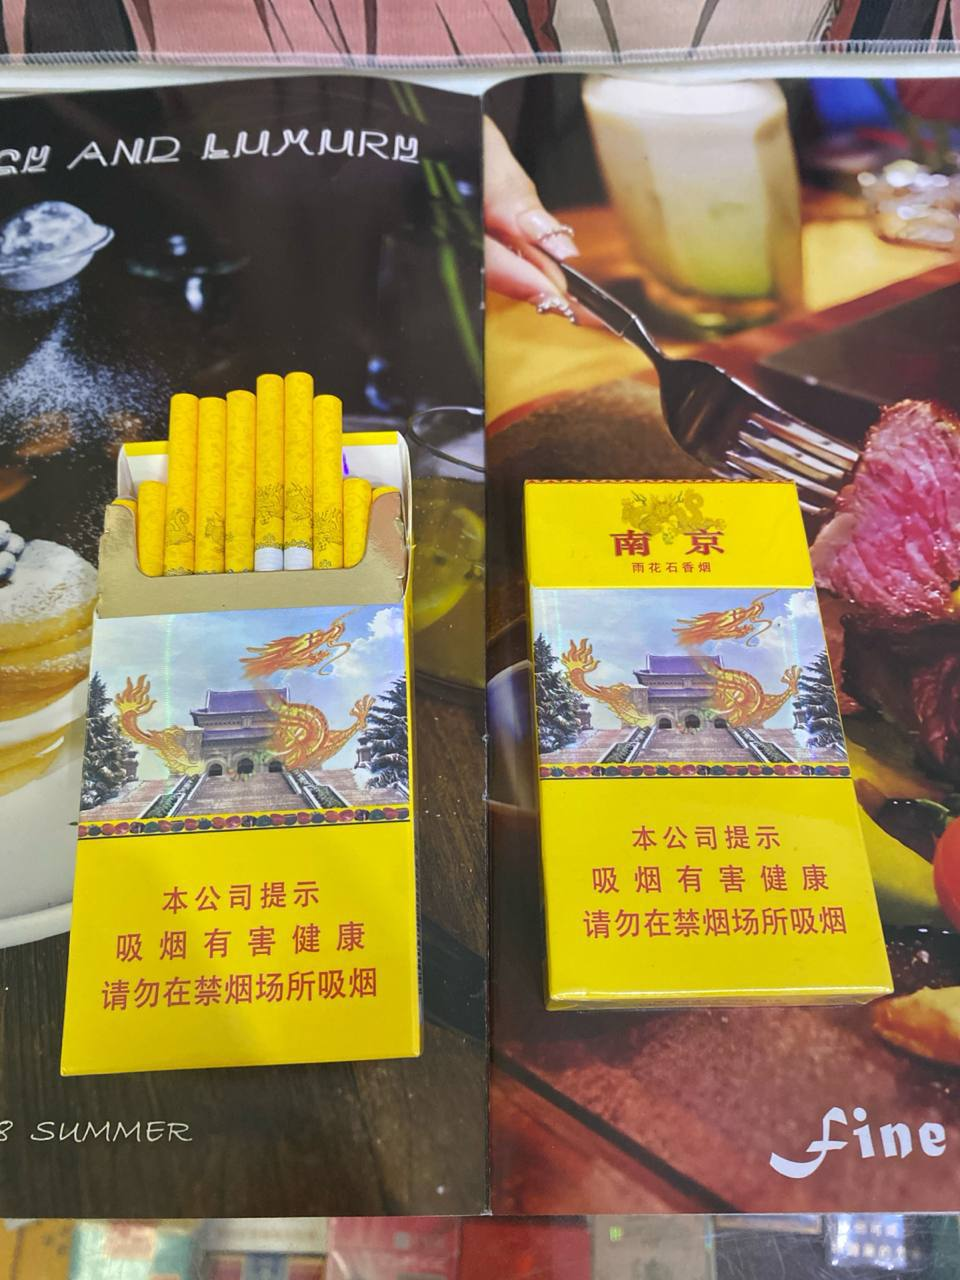 AND LUXURY
南京
雨花石香烟
本公司提示
吸烟有害健康
请勿在禁烟场所吸烟
本公司提示
吸烟有害健康
请勿在禁烟场所吸烟
8 SUMMER
fine